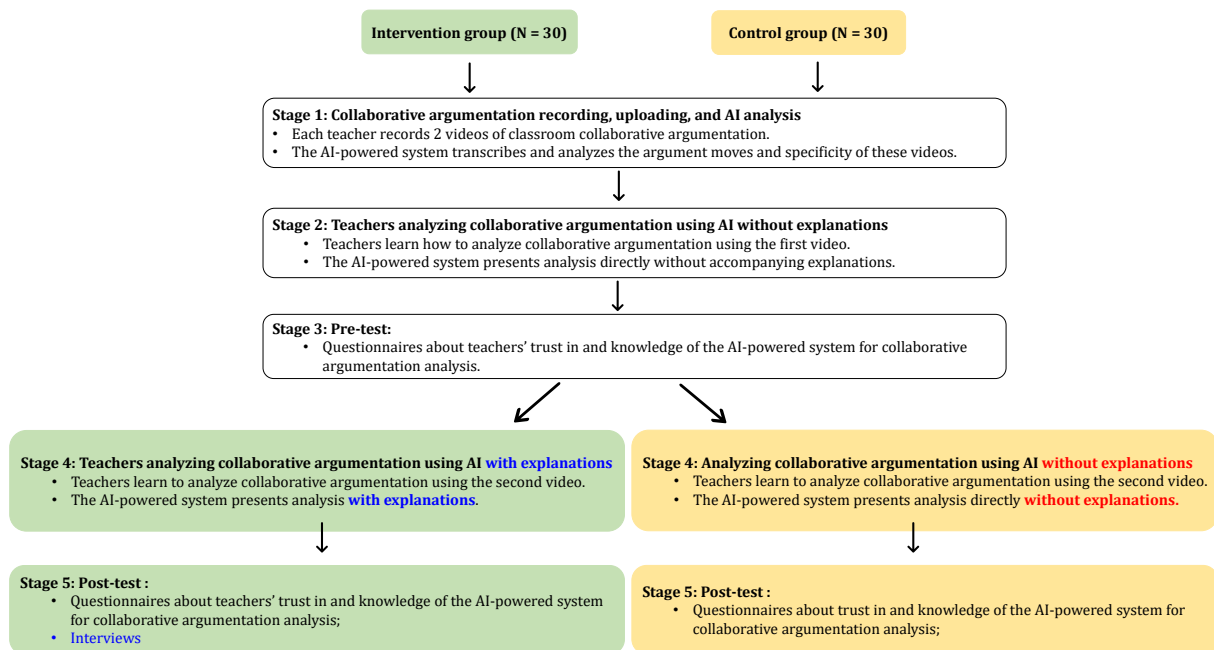 Intervention group (N = 30)
Control group (N = 30)
Stage 1: Collaborative argumentation recording, uploading, and AI analysis
• Each teacher records 2 videos of classroom collaborative argumentation.
• The AI-powered system transcribes and analyzes the argument moves and specificity of these videos.
Stage 2: Teachers analyzing collaborative argumentation using AI without explanations
• Teachers learn how to analyze collaborative argumentation using the first video.
• The AI-powered system presents analysis directly without accompanying explanations.
Stage 3: Pre-test:
• Questionnaires about teachers’ trust in and knowledge of the AI-powered system for collaborative
argumentation analysis.
Stage 4: Teachers analyzing collaborative argumentation using AI with explanations
• Teachers learn to analyze collaborative argumentation using the second video.
• The AI-powered system presents analysis with explanations.
Stage 4: Analyzing collaborative argumentation using AI without explanations
• Teachers learn to analyze collaborative argumentation using the second video.
• The AI-powered system presents analysis directly without explanations.
Stage 5: Post-test :
• Questionnaires about teachers’ trust in and knowledge of the AI-powered system
for collaborative argumentation analysis;
• Interviews
Stage 5: Post-test :
• Questionnaires about trust in and knowledge of the AI-powered system for
collaborative argumentation analysis;